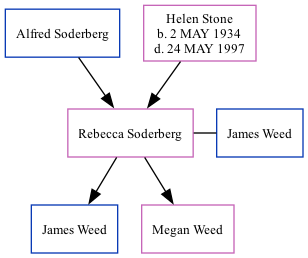 Alfred Soderberg
Helen Stone
b. 2 MAY 1934
d. 24 MAY 1997
Rebecca Soderberg
James Weed
James Weed
Megan Weed